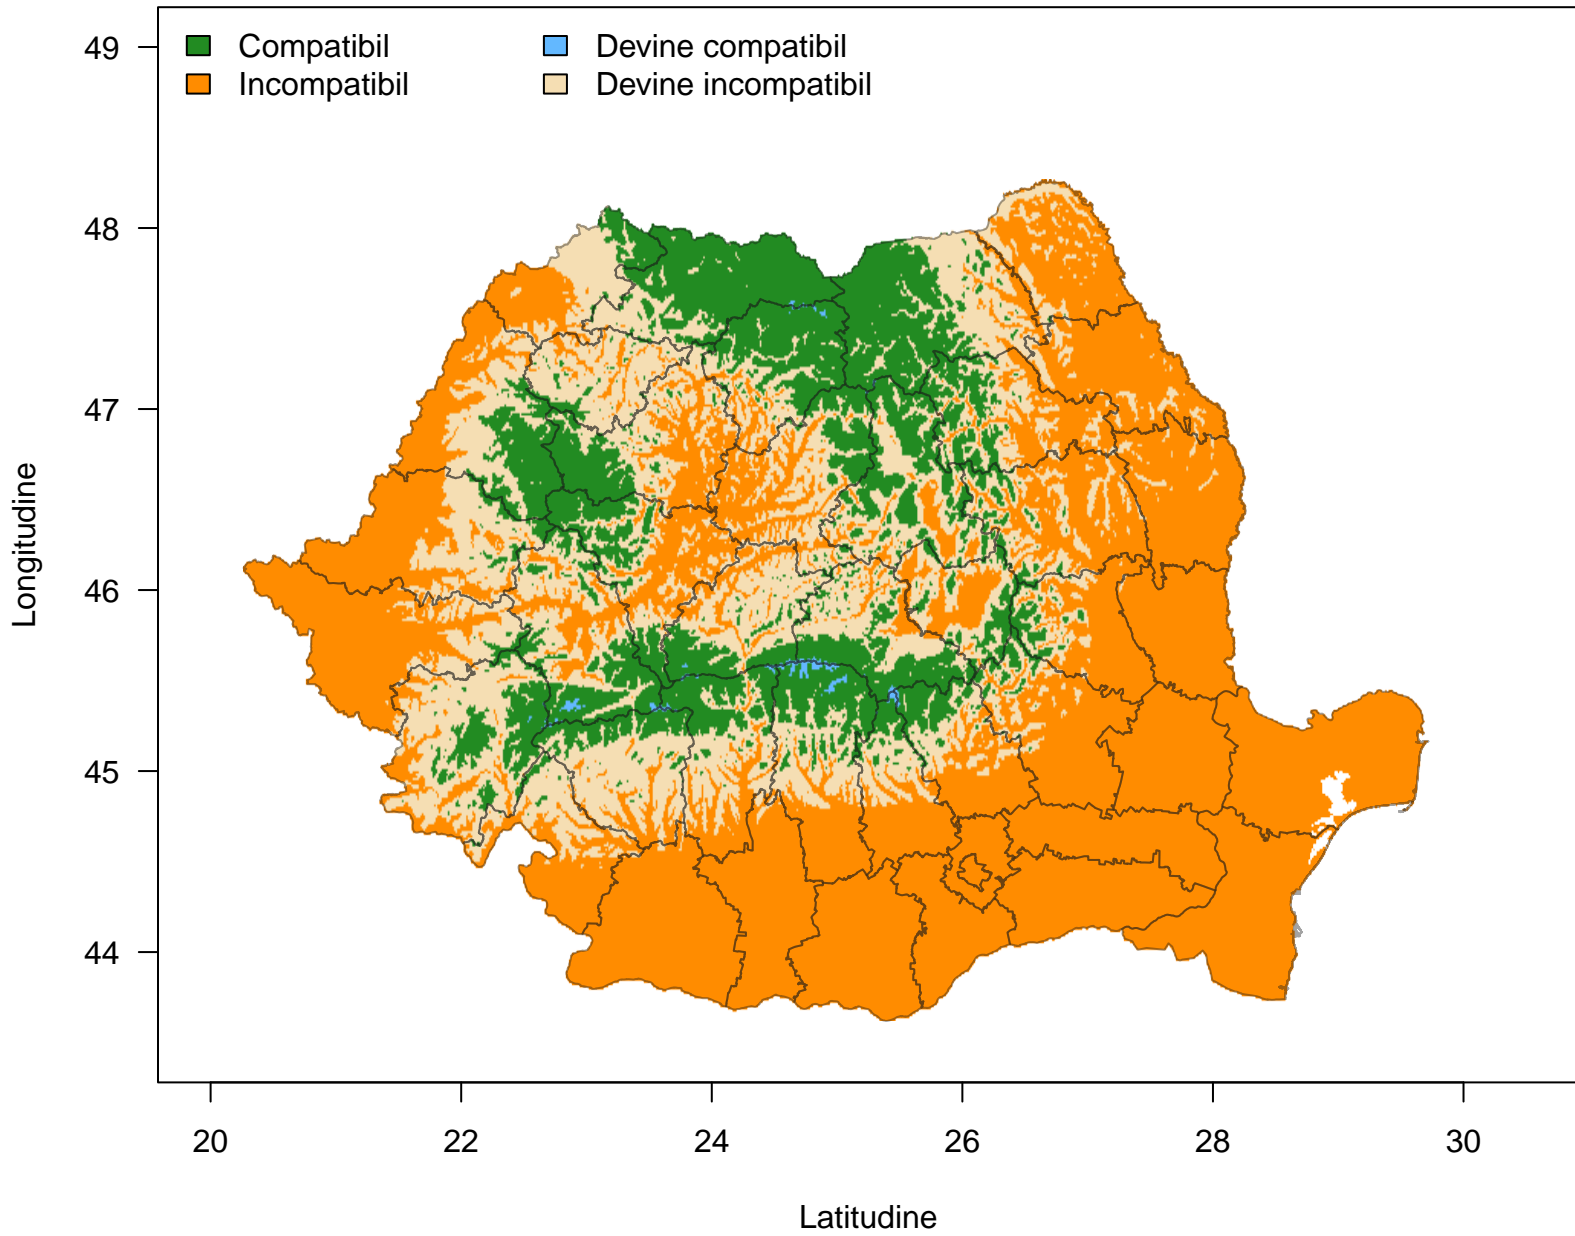 Compatibil
Incompatibil
Devine compatibil
Devine incompatibil
49
48
47
46
45
44
Longitudine
20 22 24 26 28 30
Latitudine